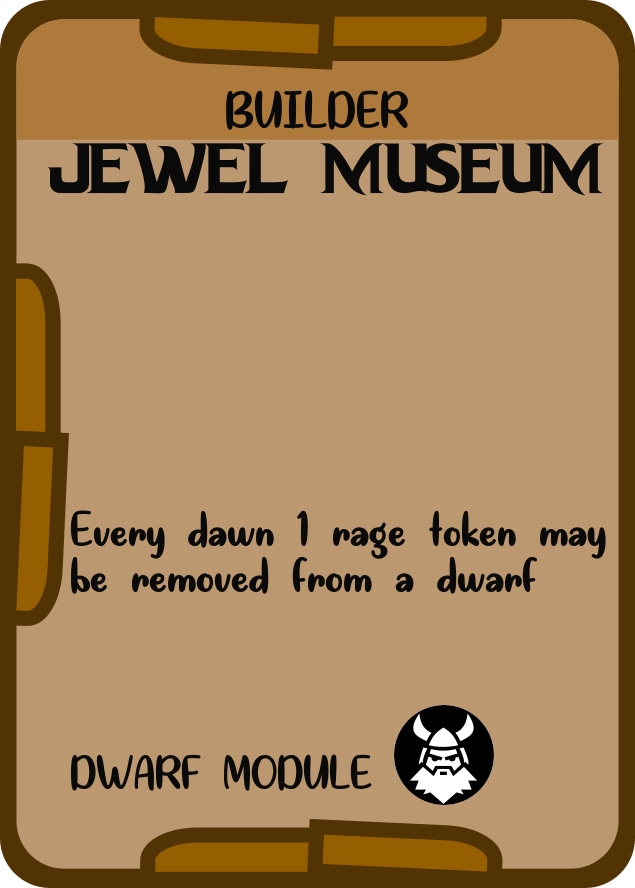 BUILDER
JEWEL MUSEUM
Every dawn 1 rage token may
be removed from a dwarf
DWARF MODULE